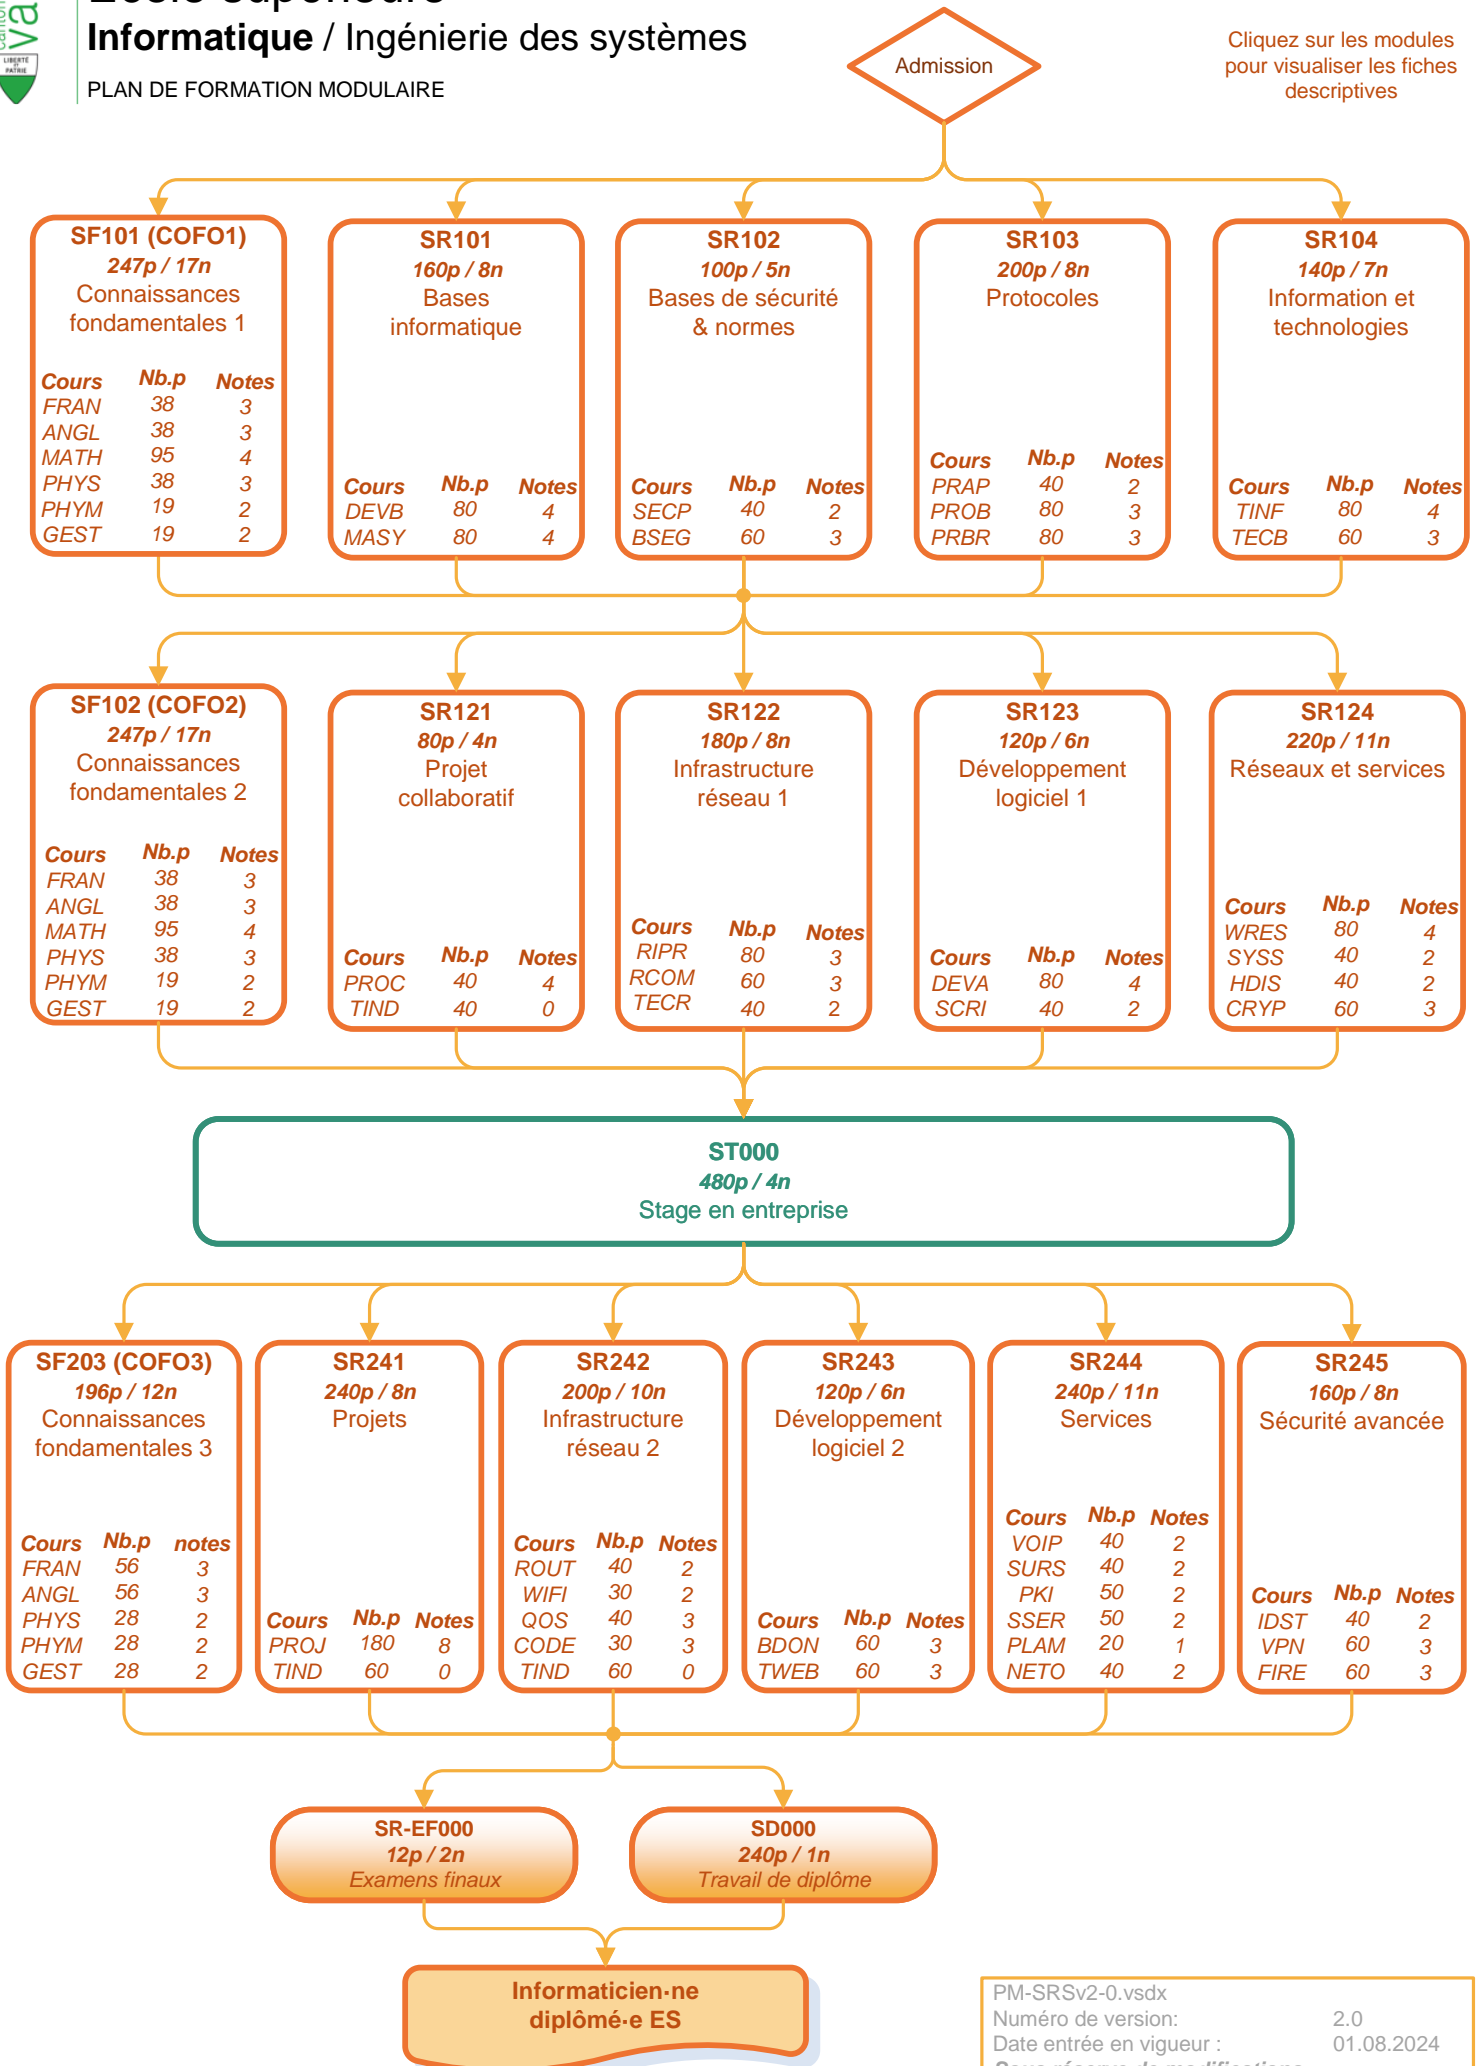 canton
LIBERTÉ
ET
PATRIE
Informatique / Ingénierie des systèmes
PLAN DE FORMATION MODULAIRE
Admission
Cliquez sur les modules
pour visualiser les fiches
descriptives
SF101 (COFO1)
247p / 17n
Connaissances
fondamentales 1
Cours Nb.p Notes
FRAN 38 3
ANGL 38 3
MATH 95 4
PHYS 38 3
PHYM 19 2
GEST 19 2
SR101
160p / 8n
Bases
informatique
Cours Nb.p Notes
DEVB 80 4
MASY 80 4
SR102
100p / 5n
Bases de sécurité
& normes
Cours Nb.p Notes
SECP 40 2
BSEG 60 3
SR103
200p / 8n
Protocoles
Cours Nb.p Notes
PRAP 40 2
PROB 80 3
PRBR 80 3
SR104
140p / 7n
Information et
technologies
Cours Nb.p Notes
TINF 80 4
TECB 60 3
SF102 (COFO2)
247p / 17n
Connaissances
fondamentales 2
Cours Nb.p Notes
FRAN 38 3
ANGL 38 3
MATH 95 4
PHYS 38 3
PHYM 19 2
GEST 19 2
SR121
80p / 4n
Projet
collaboratif
Cours Nb.p Notes
PROC 40 4
TIND 40 0
SR122
180p / 8n
Infrastructure
réseau 1
Cours Nb.p Notes
RIPR 80 3
RCOM 60 3
TECR 40 2
SR123
120p / 6n
Développement
logiciel 1
Cours Nb.p Notes
DEVA 80 4
SCRI 40 2
SR124
220p / 11n
Réseaux et services
Cours Nb.p Notes
WRES 80 4
SYSS 40 2
HDIS 40 2
CRYP 60 3
ST000
480p / 4n
Stage en entreprise
SF203 (COFO3)
196p / 12n
Connaissances
fondamentales 3
Cours Nb.p notes
FRAN 56 3
ANGL 56 3
PHYS 28 2
PHYM 28 2
GEST 28 2
SR241
240p / 8n
Projets
Cours Nb.p Notes
PROJ 180 8
TIND 60 0
SR242
200p / 10n
Infrastructure
réseau 2
Cours Nb.p Notes
ROUT 40 2
WIFI 30 2
QOS 40 3
CODE 30 3
TIND 60 0
SR243
120p / 6n
Développement
logiciel 2
Cours Nb.p Notes
BDON 60 3
TWEB 60 3
SR244
240p / 11n
Services
Cours Nb.p Notes
VOIP 40 2
SURS 40 2
PKI 50 2
SSER 50 2
PLAM 20 1
NETO 40 2
SR245
160p / 8n
Sécurité avancée
Cours Nb.p Notes
IDST 40 2
VPN 60 3
FIRE 60 3
SR-EF000
12p / 2n
Examens finaux
SD000
240p / 1n
Travail de diplôme
Informaticien·ne
diplômé·e ES
PM-SRSv2-0.vsdx
Numéro de version: 2.0
Date entrée en vigueur : 01.08.2024